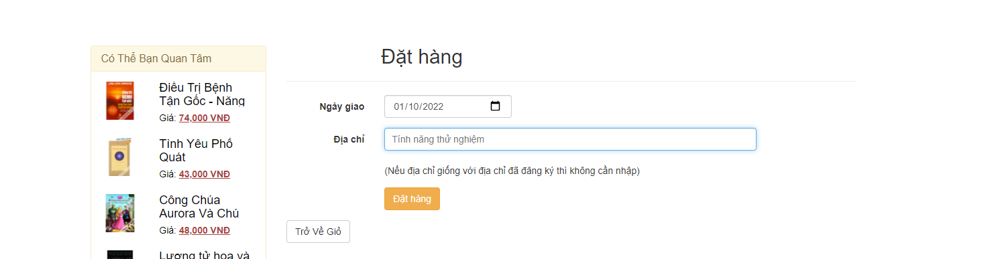 Có Thể Bạn Quan Tâm
Điều Trị Bệnh
Tận Gốc - Năng
Giá: 74,000 VNĐ
Tình Yêu Phổ
Quát
Giá: 43,000 VNĐ
Công Chúa
Aurora Và Chú
Giá: 48,000 VNĐ
Lượng tử hoa và
Đặt hàng
Ngày giao 01/10/2022
Địa chỉ Tính năng thử nghiệm
(Nếu địa chỉ giống với địa chỉ đã đăng ký thì không cần nhập)
Đặt hàng
Trở Về Giỏ